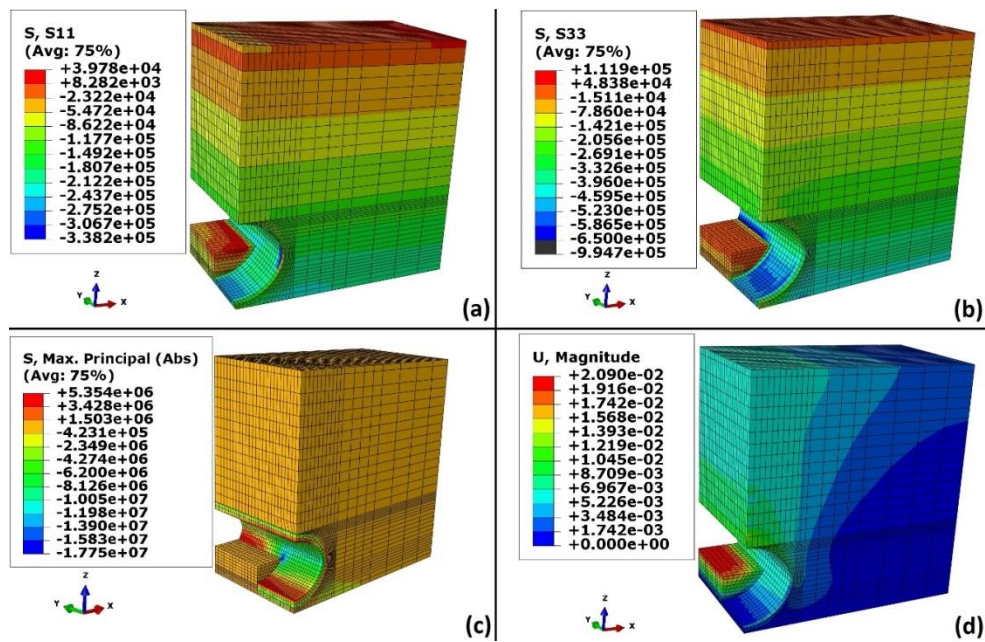 S, S11
(Avg: 75%)
+3.978e+04
+8.282e+03
-2.322e+04
-5.472e+04
-8.622e+04
-1.177e+05
-1.492e+05
-1.807e+05
-2.122e+05
-2.437e+05
-2.752e+05
-3.067e+05
-3.382e+05
Z
Y
X
(a)
S, S33
(Avg: 75%)
+1.119e+05
+4.838e+04
-1.511e+04
-7.860e+04
-1.421e+05
-2.056e+05
-2.691e+05
-3.326e+05
-3.960e+05
-4.595e+05
-5.230e+05
-5.865e+05
-6.500e+05
-9.947e+05
Z
Y
X
(b)
S, Max. Principal (Abs)
(Avg: 75%)
+5.354e+06
+3.428e+06
+1.503e+06
-4.231e+05
-2.349e+06
-4.274e+06
-6.200e+06
-8.126e+06
-1.005e+07
-1.198e+07
-1.390e+07
-1.583e+07
-1.775e+07
Z
Y
X
(c)
U, Magnitude
+2.090e-02
+1.916e-02
+1.742e-02
+1.568e-02
+1.393e-02
+1.219e-02
+1.045e-02
+8.709e-03
+6.967e-03
+5.226e-03
+3.484e-03
+1.742e-03
+0.000e+00
Z
Y
X
(d)